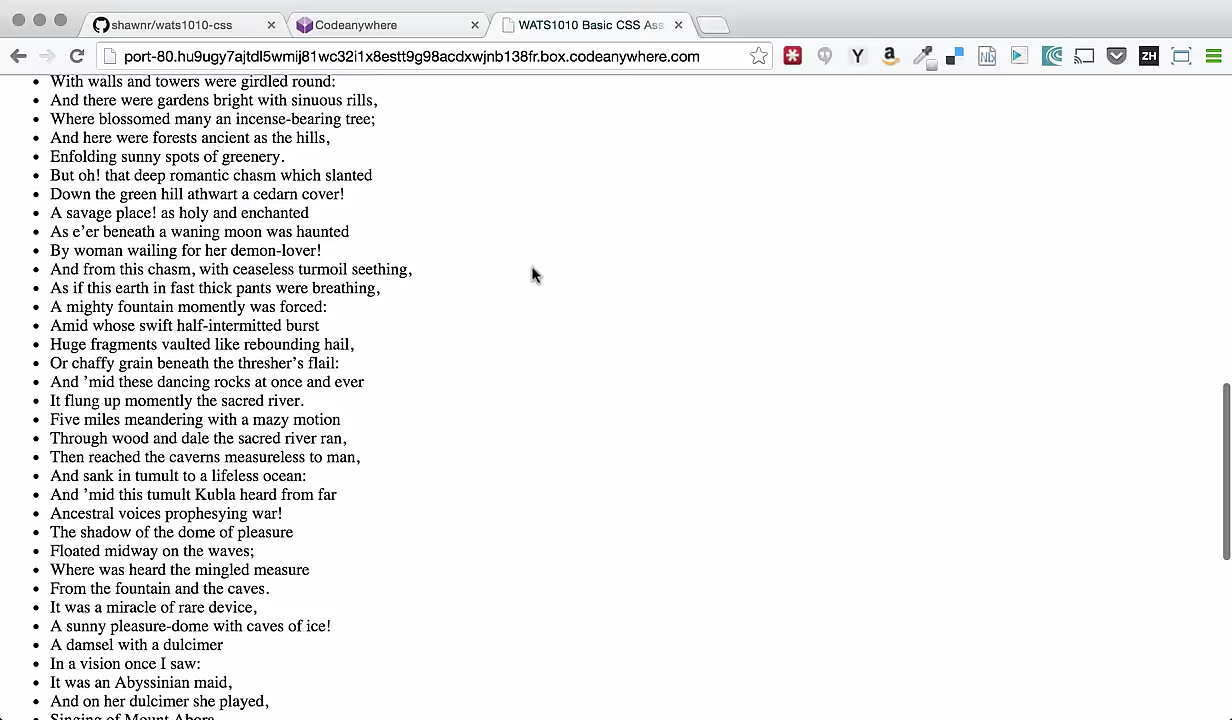 shawnr/wats1010-css
Codeanywhere
WATS1010 Basic CSS Ass
port-80.hu9ugy7ajtdl5wmij81wc32i1x8estt9g98acdxwjnb138fr.box.codeanywhere.com
With walls and towers were girdled round:
And there were gardens bright with sinuous rills,
Where blossomed many an incense-bearing tree;
And here were forests ancient as the hills,
Enfolding sunny spots of greenery.
But oh! that deep romantic chasm which slanted
Down the green hill athwart a cedarn cover!
A savage place! as holy and enchanted
As e’er beneath a waning moon was haunted
By woman wailing for her demon-lover!
And from this chasm, with ceaseless turmoil seething,
As if this earth in fast thick pants were breathing,
A mighty fountain momently was forced:
Amid whose swift half-intermitted burst
Huge fragments vaulted like rebounding hail,
Or chaffy grain beneath the thresher’s flail:
And ’mid these dancing rocks at once and ever
It flung up momently the sacred river.
Five miles meandering with a mazy motion
Through wood and dale the sacred river ran,
Then reached the caverns measureless to man,
And sank in tumult to a lifeless ocean:
And ’mid this tumult Kubla heard from far
Ancestral voices prophesying war!
The shadow of the dome of pleasure
Floated midway on the waves;
Where was heard the mingled measure
From the fountain and the caves.
It was a miracle of rare device,
A sunny pleasure-dome with caves of ice!
A damsel with a dulcimer
In a vision once I saw:
It was an Abyssinian maid,
And on her dulcimer she played,
Singing of Mount Abora